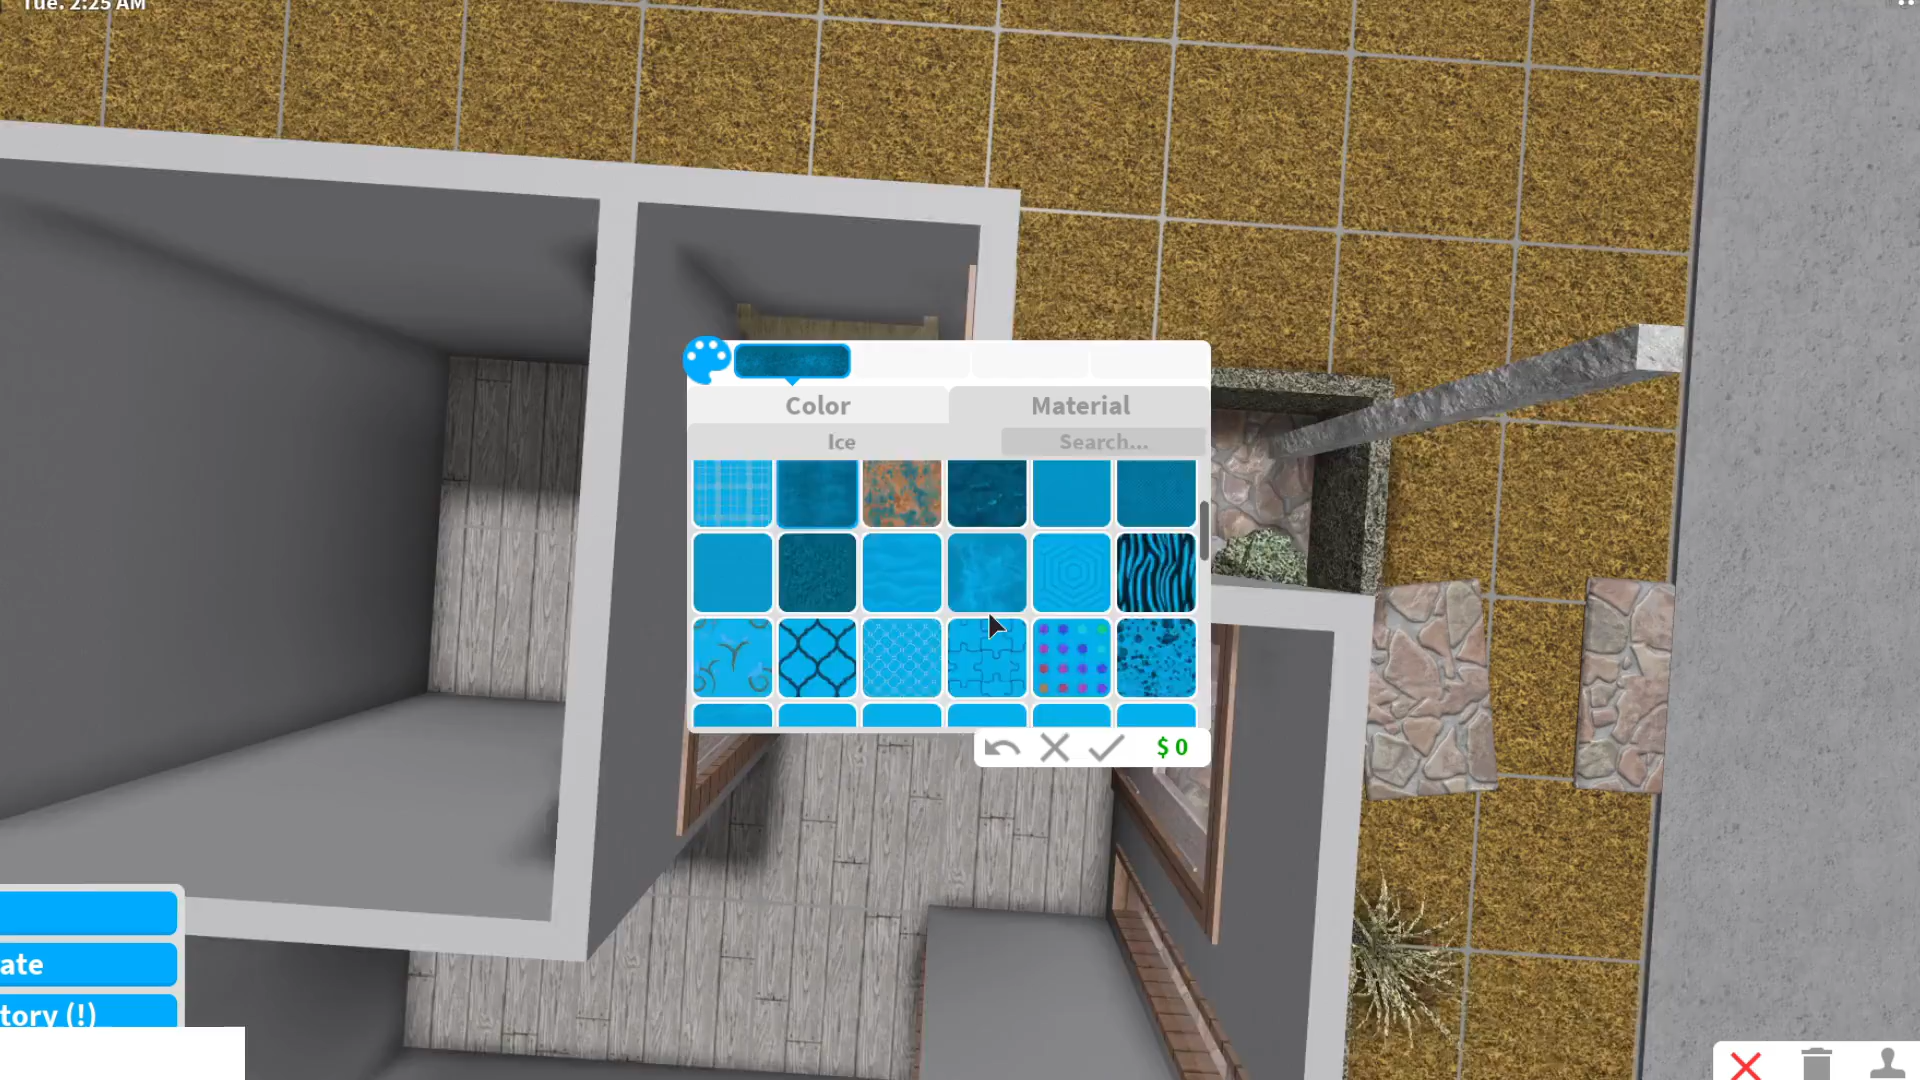 Tue. 2:25 AM
Color
Material
Ice
Search...
$ 0
ate
tory (!)